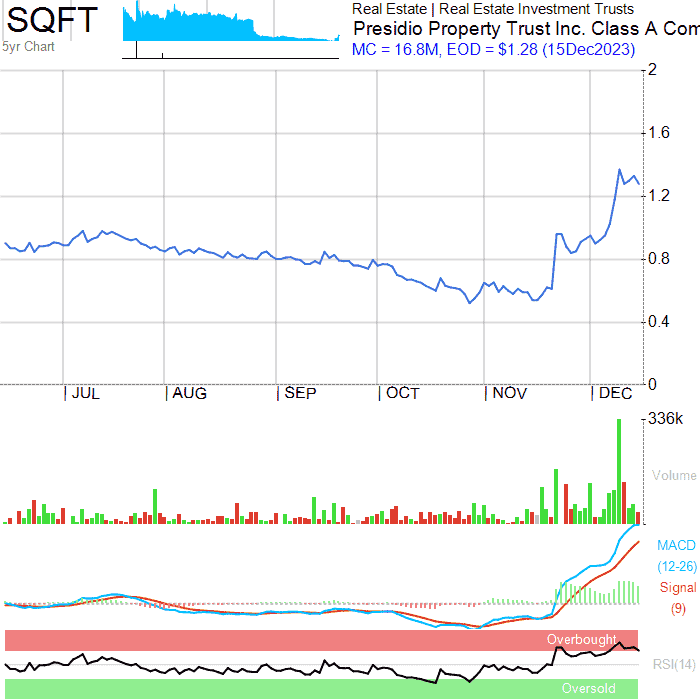 SQFT
5yr Chart
Real Estate | Real Estate Investment Trusts
Presidio Property Trust Inc. Class A Com
MC = 16.8M, EOD = $1.28 (15Dec2023)
2
1.6
1.2
0.8
0.4
0
JUL AUG SEP OCT NOV DEC
336k
Volume
MACD
(12-26)
Signal
(9)
Overbought
RSI(14)
Oversold